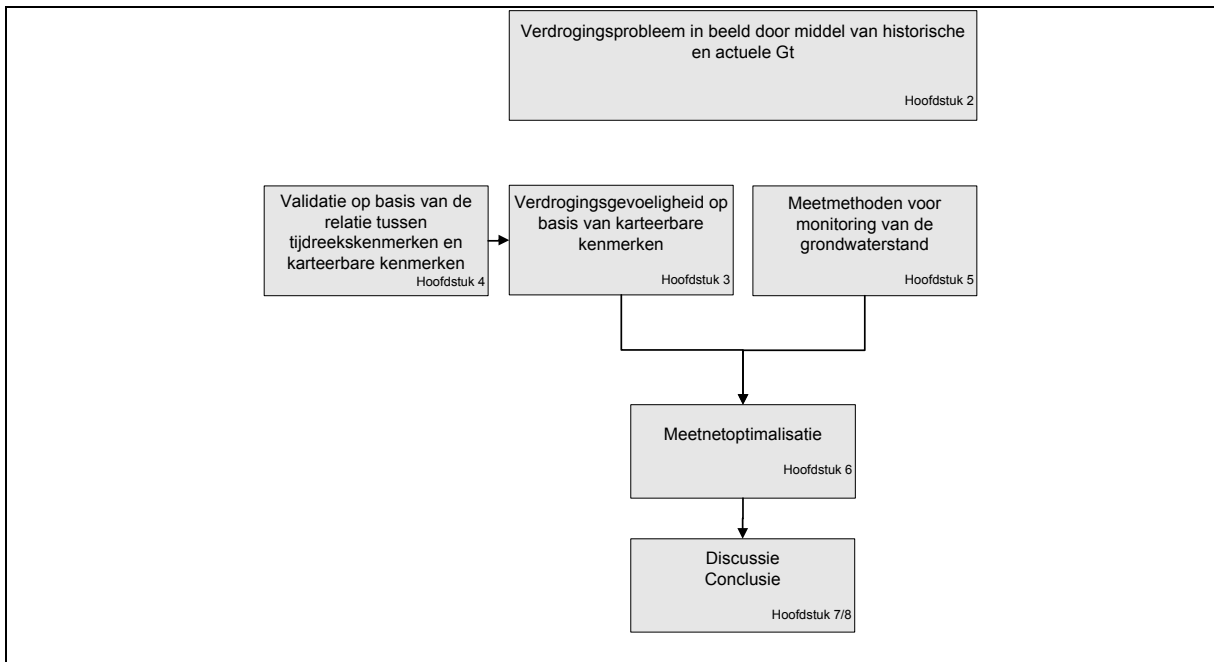 Verdrogingsprobleem in beeld door middel van historische
en actuele Gt
Hoofdstuk 2
Validatie op basis van de
relatie tussen
tijdreekskenmerken en
karteerbare kenmerken
Hoofdstuk 4
Verdrogingsgevoeligheid op
basis van karteerbare
kenmerken
Hoofdstuk 3
Meetmethoden voor
monitoring van de
grondwaterstand
Hoofdstuk 5
Meetnetoptimalisatie
Hoofdstuk 6
Discussie
Conclusie
Hoofdstuk 7/8